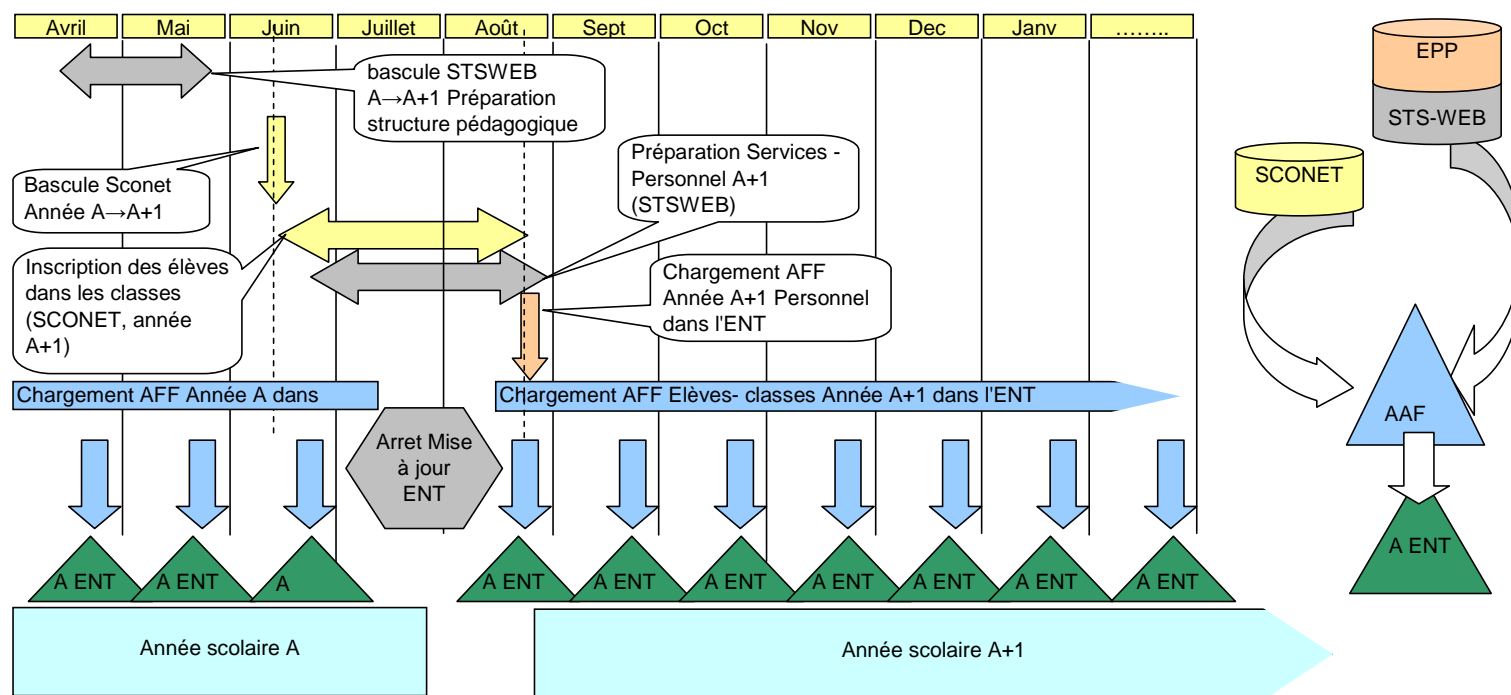 Avril
Mai
Juin
Juillet
Août
Sept
Oct
Nov
Dec
Janv
……..
bascule STSWEB
A→A+1 Préparation
structure pédagogique
Bascule Sconet
Année A→A+1
Préparation Services -
Personnel A+1
(STSWEB)
Inscription des élèves
dans les classes
(SCONET, année
A+1)
Chargement AFF
Année A+1 Personnel
dans l'ENT
Chargement AFF Année A dans
Chargement AFF Elèves- classes Année A+1 dans l'ENT
Arret Mise
à jour
ENT
A ENT
A ENT
A
A ENT
A ENT
A ENT
A ENT
A ENT
A ENT
A ENT
Année scolaire A
Année scolaire A+1
EPP
STS-WEB
SCONET
AAF
A ENT